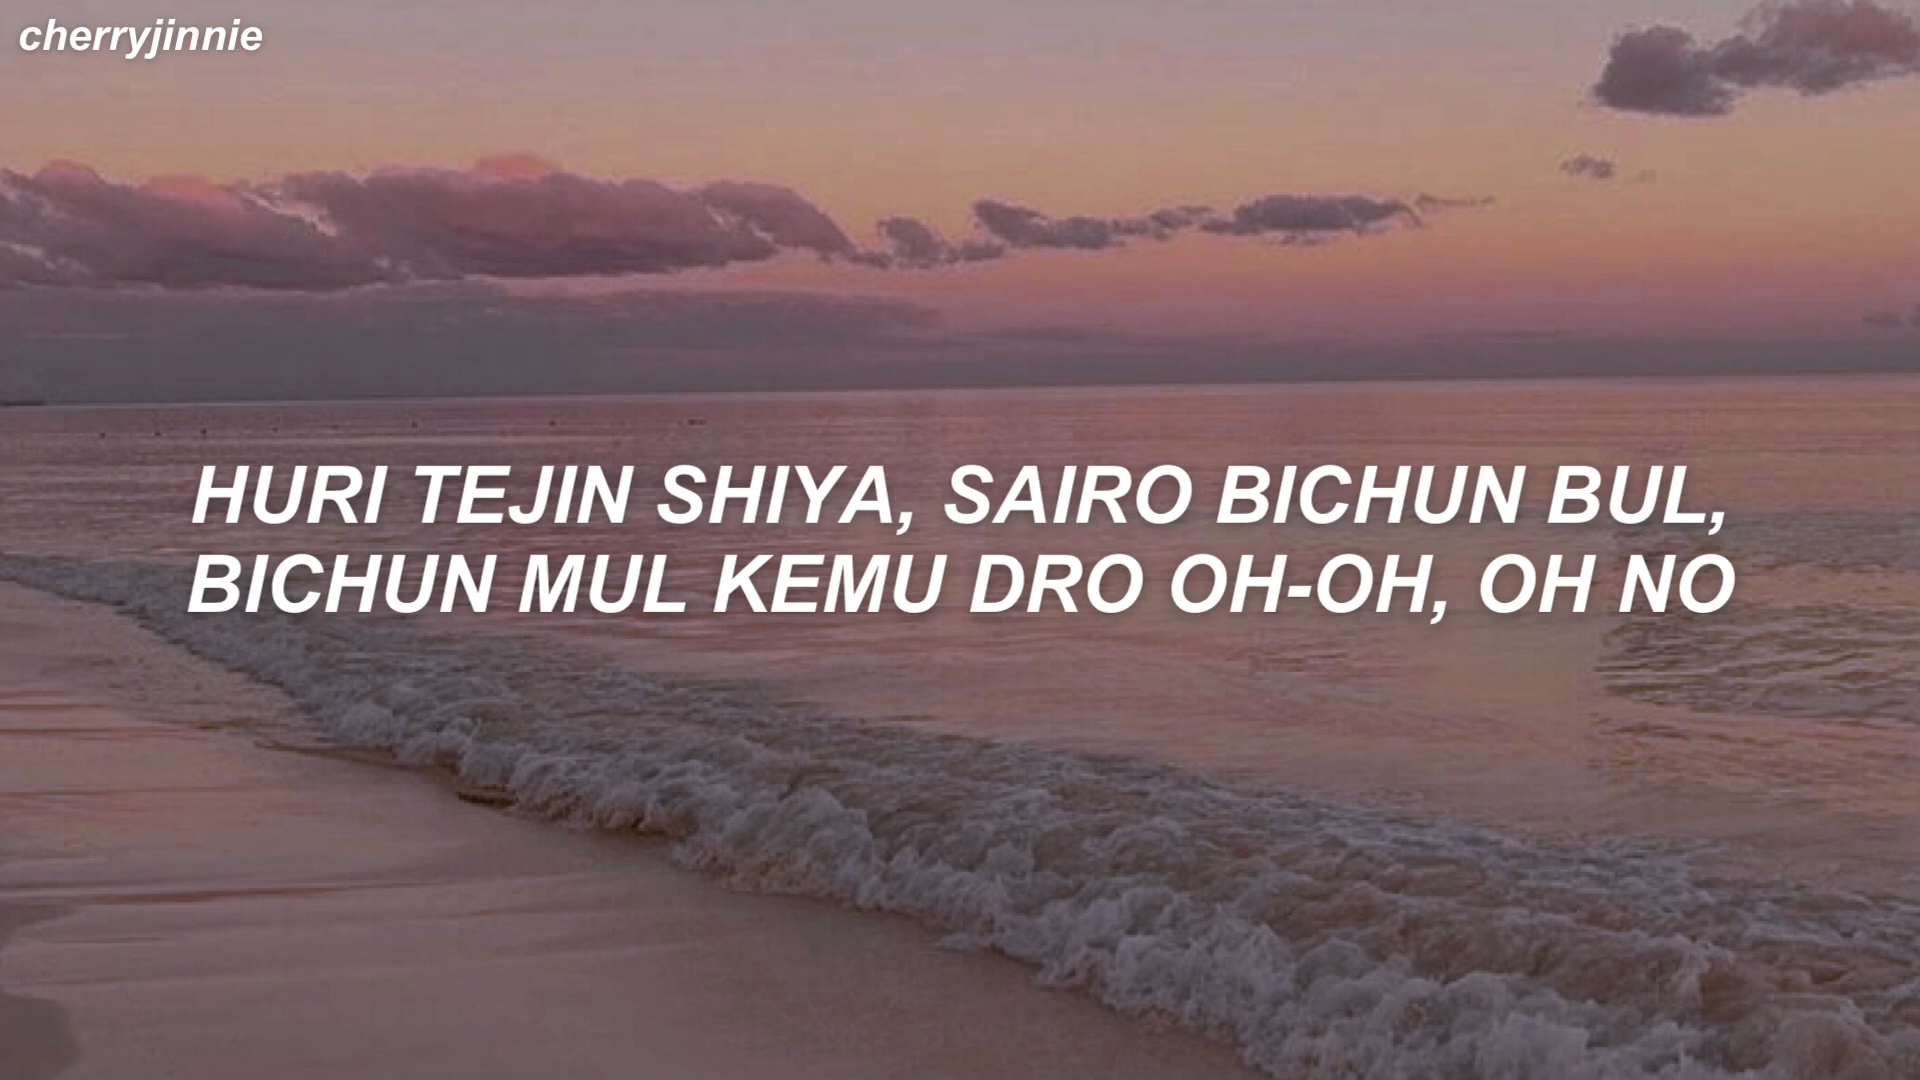 cherryjinnie
HURI TEJIN SHIYA, SAIRO BICHUN BUL,
BICHUN MUL KEMU DRO OH-OH, OH NO